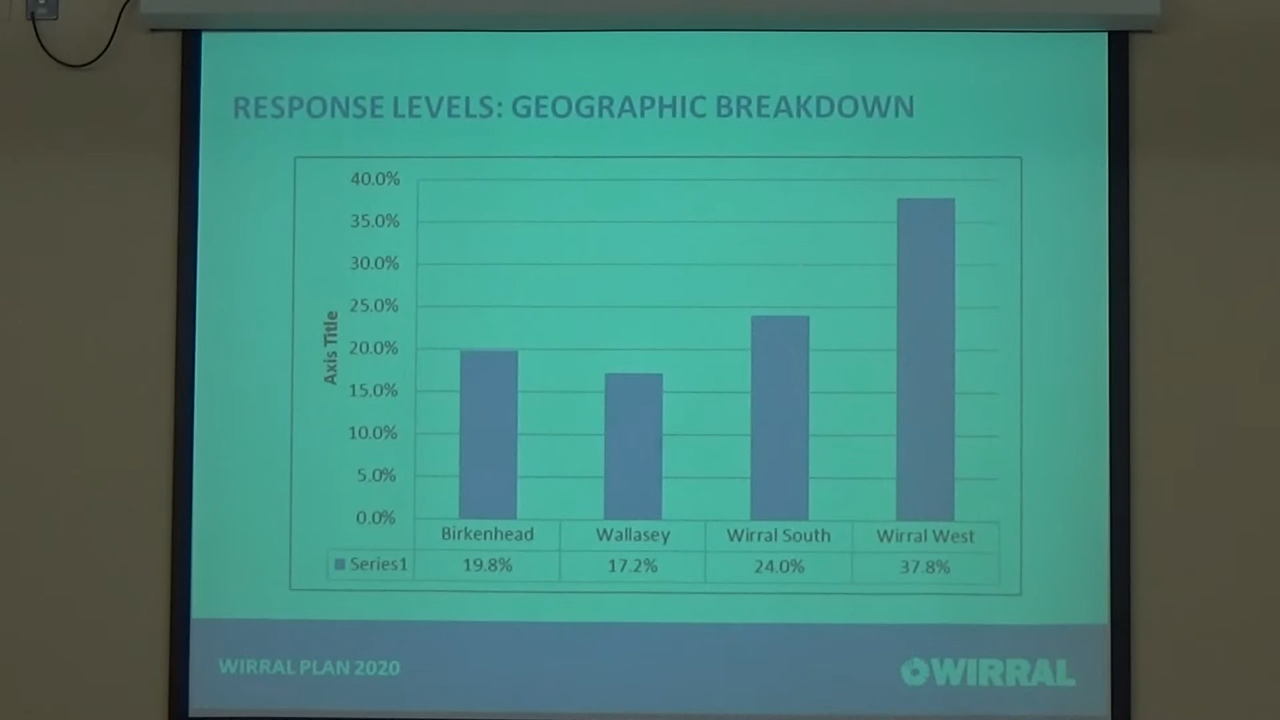 RESPONSE LEVELS: GEOGRAPHIC BREAKDOWN
40.0%
35.0%
30.0%
25.0%
20.0%
15.0%
10.0%
5.0%
0.0%
Axis Title
Birkenhead Wallasey Wirral South Wirral West
Series1 19.8% 17.2% 24.0% 37.8%
WIRRAL PLAN 2020
WIRRAL